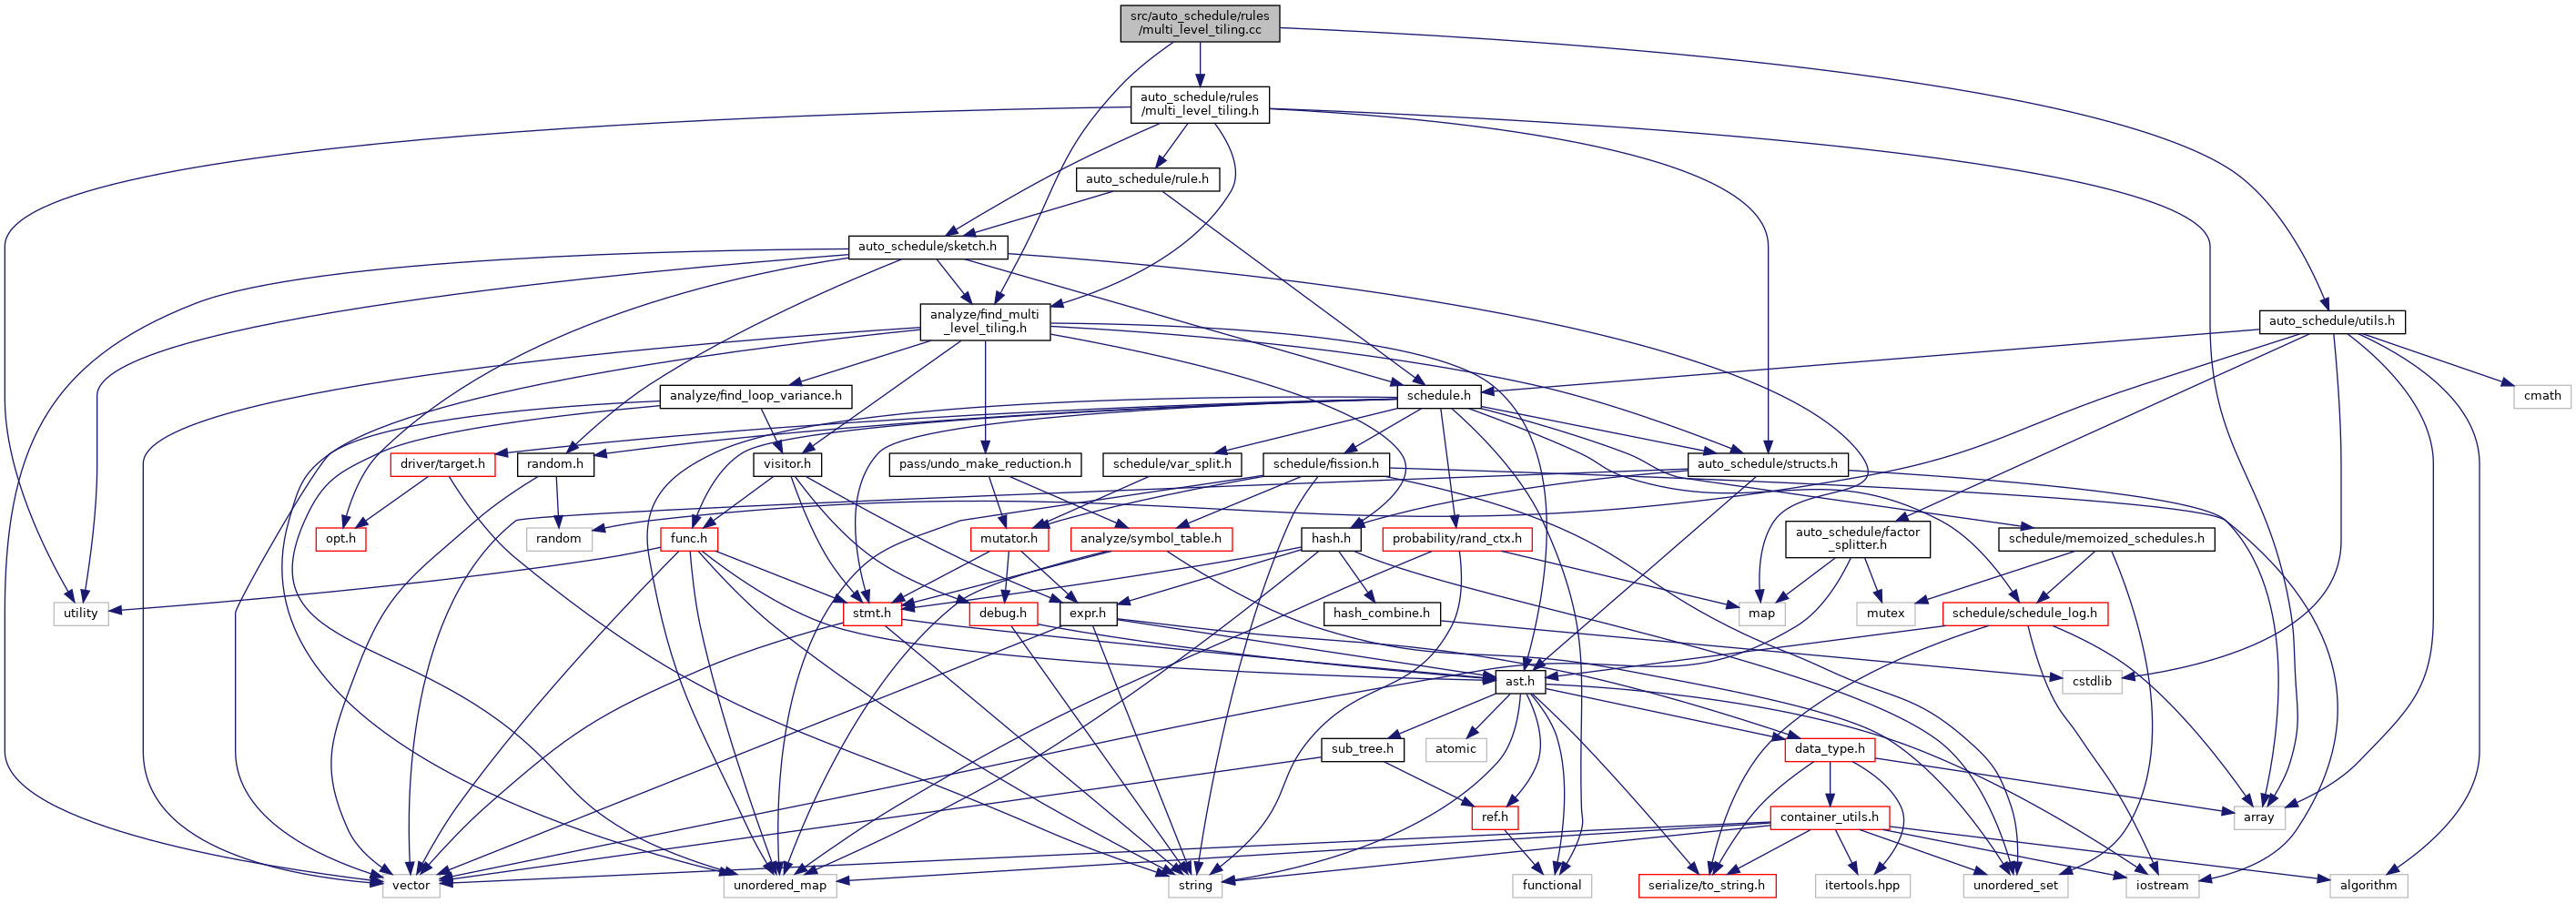 src/auto_schedule/rules
/multi_level_tiling.cc
auto_schedule/rules
/multi_level_tiling.h
auto_schedule/rule.h
auto_schedule/sketch.h
analyze/find_multi
_level_tiling.h
auto_schedule/utils.h
analyze/find_loop_variance.h
schedule.h
cmath
driver/target.h
random.h
visitor.h
pass/undo_make_reduction.h
schedule/var_split.h
schedule/fission.h
auto_schedule/structs.h
opt.h
random
func.h
mutator.h
analyze/symbol_table.h
hash.h
probability/rand_ctx.h
auto_schedule/factor
_splitter.h
schedule/memoized_schedules.h
utility
stmt.h
debug.h
expr.h
hash_combine.h
map
mutex
schedule/schedule_log.h
ast.h
cstdlib
sub_tree.h
atomic
data_type.h
ref.h
container_utils.h
array
vector
unordered_map
string
functional
serialize/to_string.h
itertools.hpp
unordered_set
iostream
algorithm